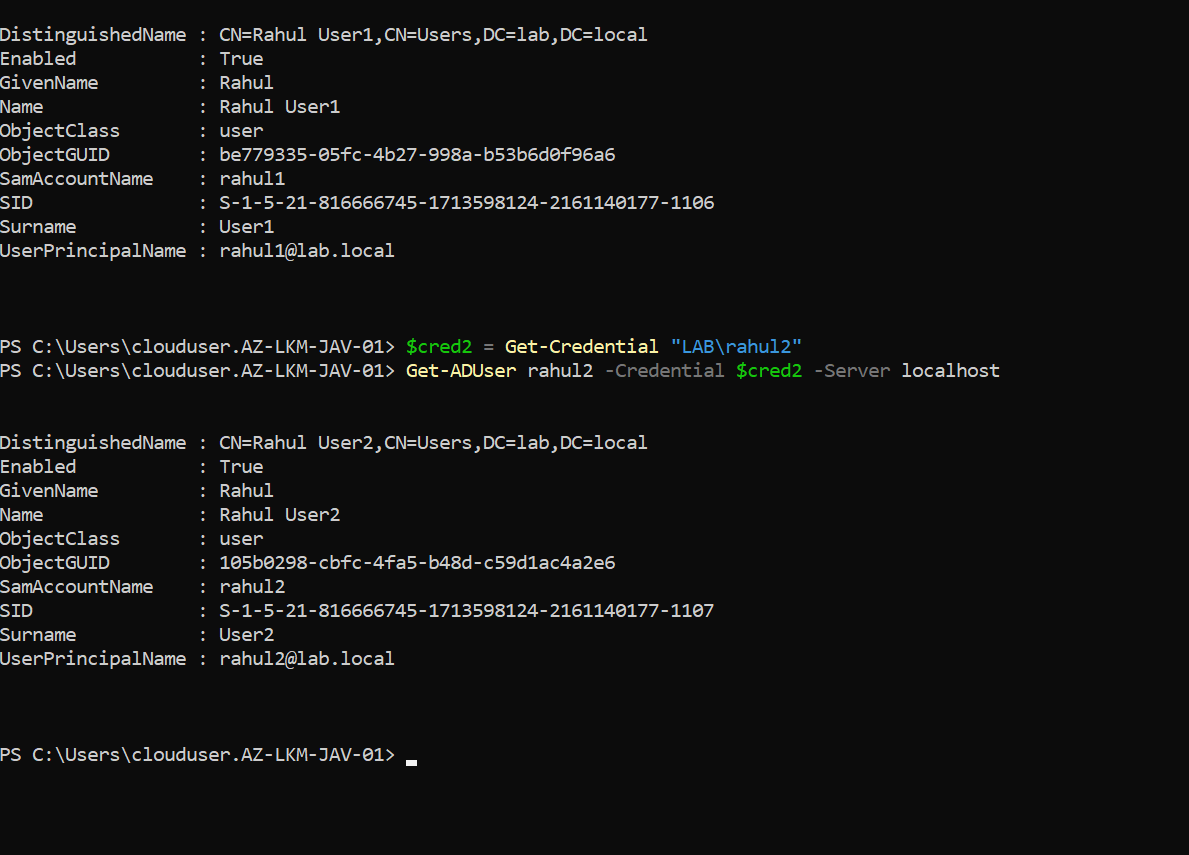 DistinguishedName : CN=Rahul User1,CN=Users,DC=lab,DC=local
Enabled           : True
GivenName         : Rahul
Name              : Rahul User1
ObjectClass       : user
ObjectGUID        : be779335-05fc-4b27-998a-b53b6d0f96a6
SamAccountName    : rahul1
SID               : S-1-5-21-816666745-1713598124-2161140177-1106
Surname           : User1
UserPrincipalName : rahul1@lab.local
PS C:\Users\clouduser.AZ-LKM-JAV-01> $cred2 = Get-Credential "LAB\rahul2"
PS C:\Users\clouduser.AZ-LKM-JAV-01> Get-ADUser rahul2 -Credential $cred2 -Server localhost
DistinguishedName : CN=Rahul User2,CN=Users,DC=lab,DC=local
Enabled           : True
GivenName         : Rahul
Name              : Rahul User2
ObjectClass       : user
ObjectGUID        : 105b0298-cbfc-4fa5-b48d-c59d1ac4a2e6
SamAccountName    : rahul2
SID               : S-1-5-21-816666745-1713598124-2161140177-1107
Surname           : User2
UserPrincipalName : rahul2@lab.local
PS C:\Users\clouduser.AZ-LKM-JAV-01>